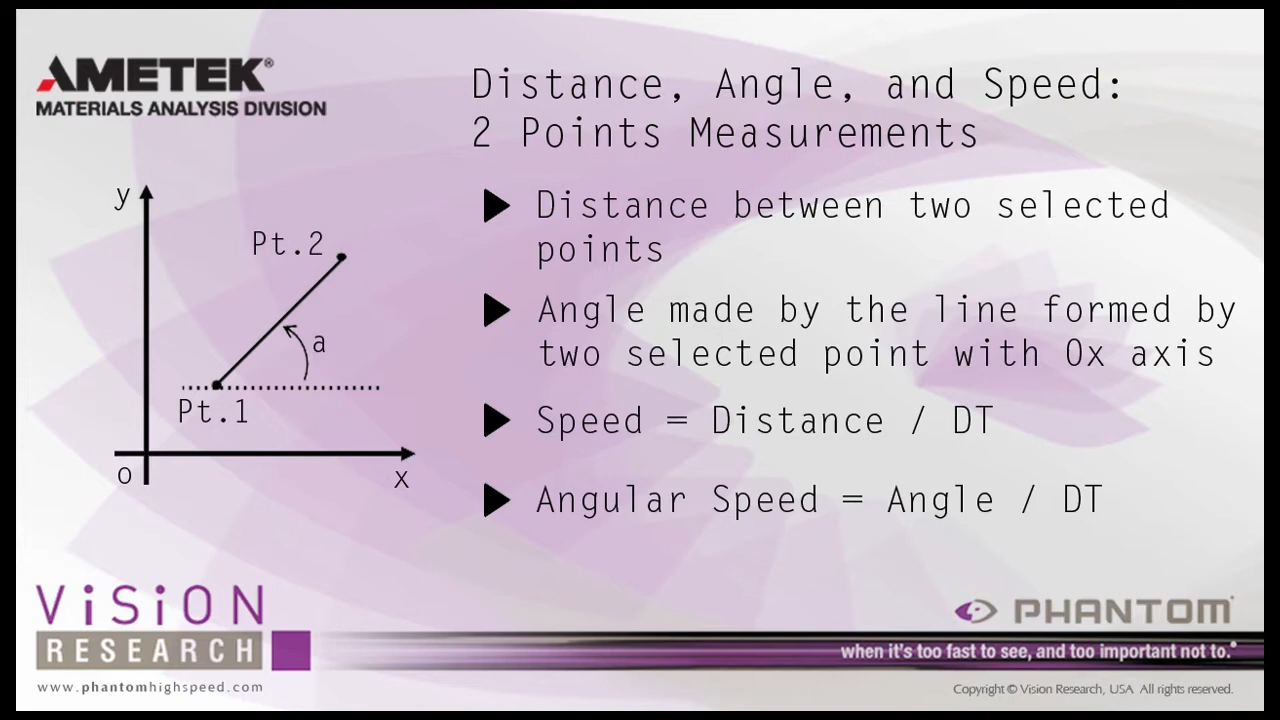 AMETEK®
MATERIALS ANALYSIS DIVISION
Distance, Angle, and Speed:
2 Points Measurements
▶ Distance between two selected
points
▶ Angle made by the line formed by
two selected point with Ox axis
▶ Speed = Distance / DT
▶ Angular Speed = Angle / DT
y
Pt.2
a
Pt.1
o
x
ViSiON
RESEARCH
www.phantomhighspeed.com
PHANTOM
when it's too fast to see, and too important not to.®
Copyright © Vision Research, USA All rights reserved.